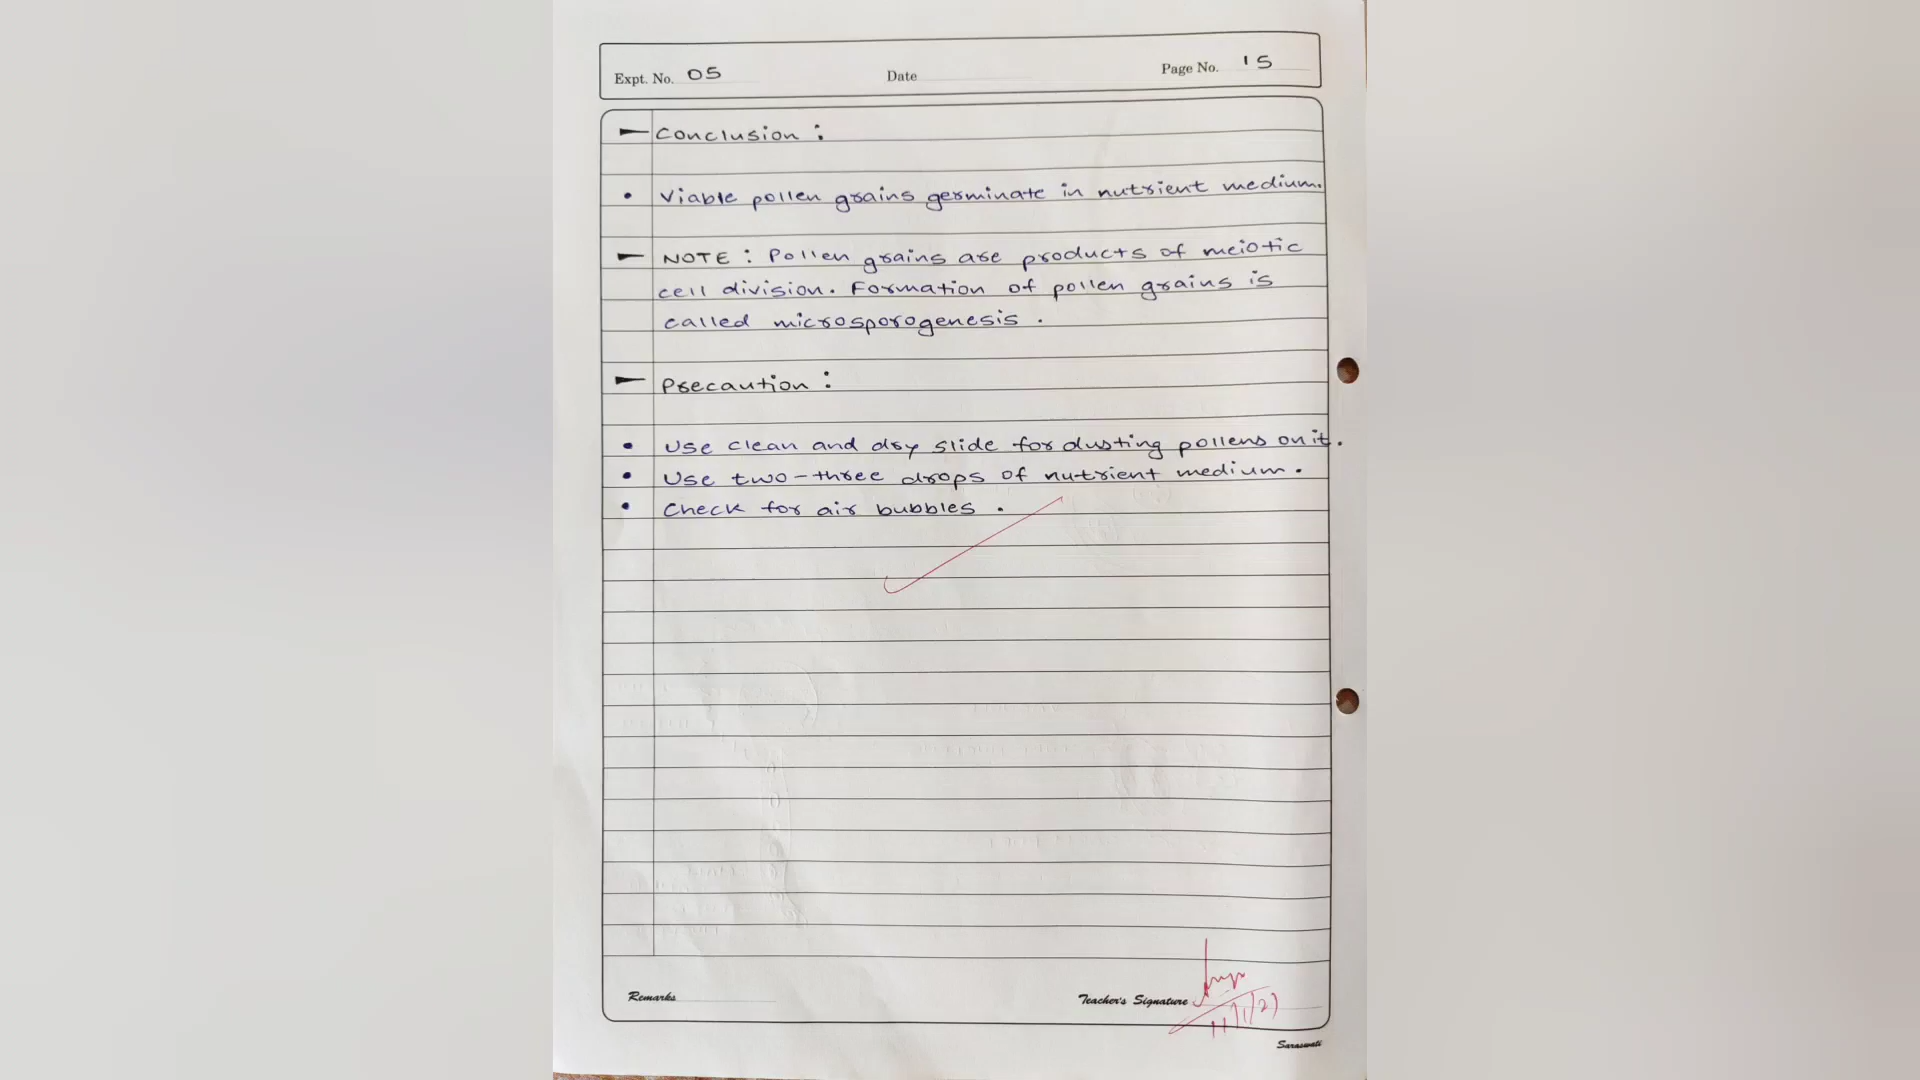 Expt. No. 05 Date Page No. 15
Conclusion :
• Viable pollen grains germinate in nutrient medium.
NOTE : Pollen grains are products of meiotic
cell division. Formation of pollen grains is
called microsporogenesis .
Precaution :
• Use clean and dry slide for dusting pollens on it .
• Use two-three drops of nutrient medium .
• Check for air bubbles .
Remarks Teacher's Signature
Saraswati